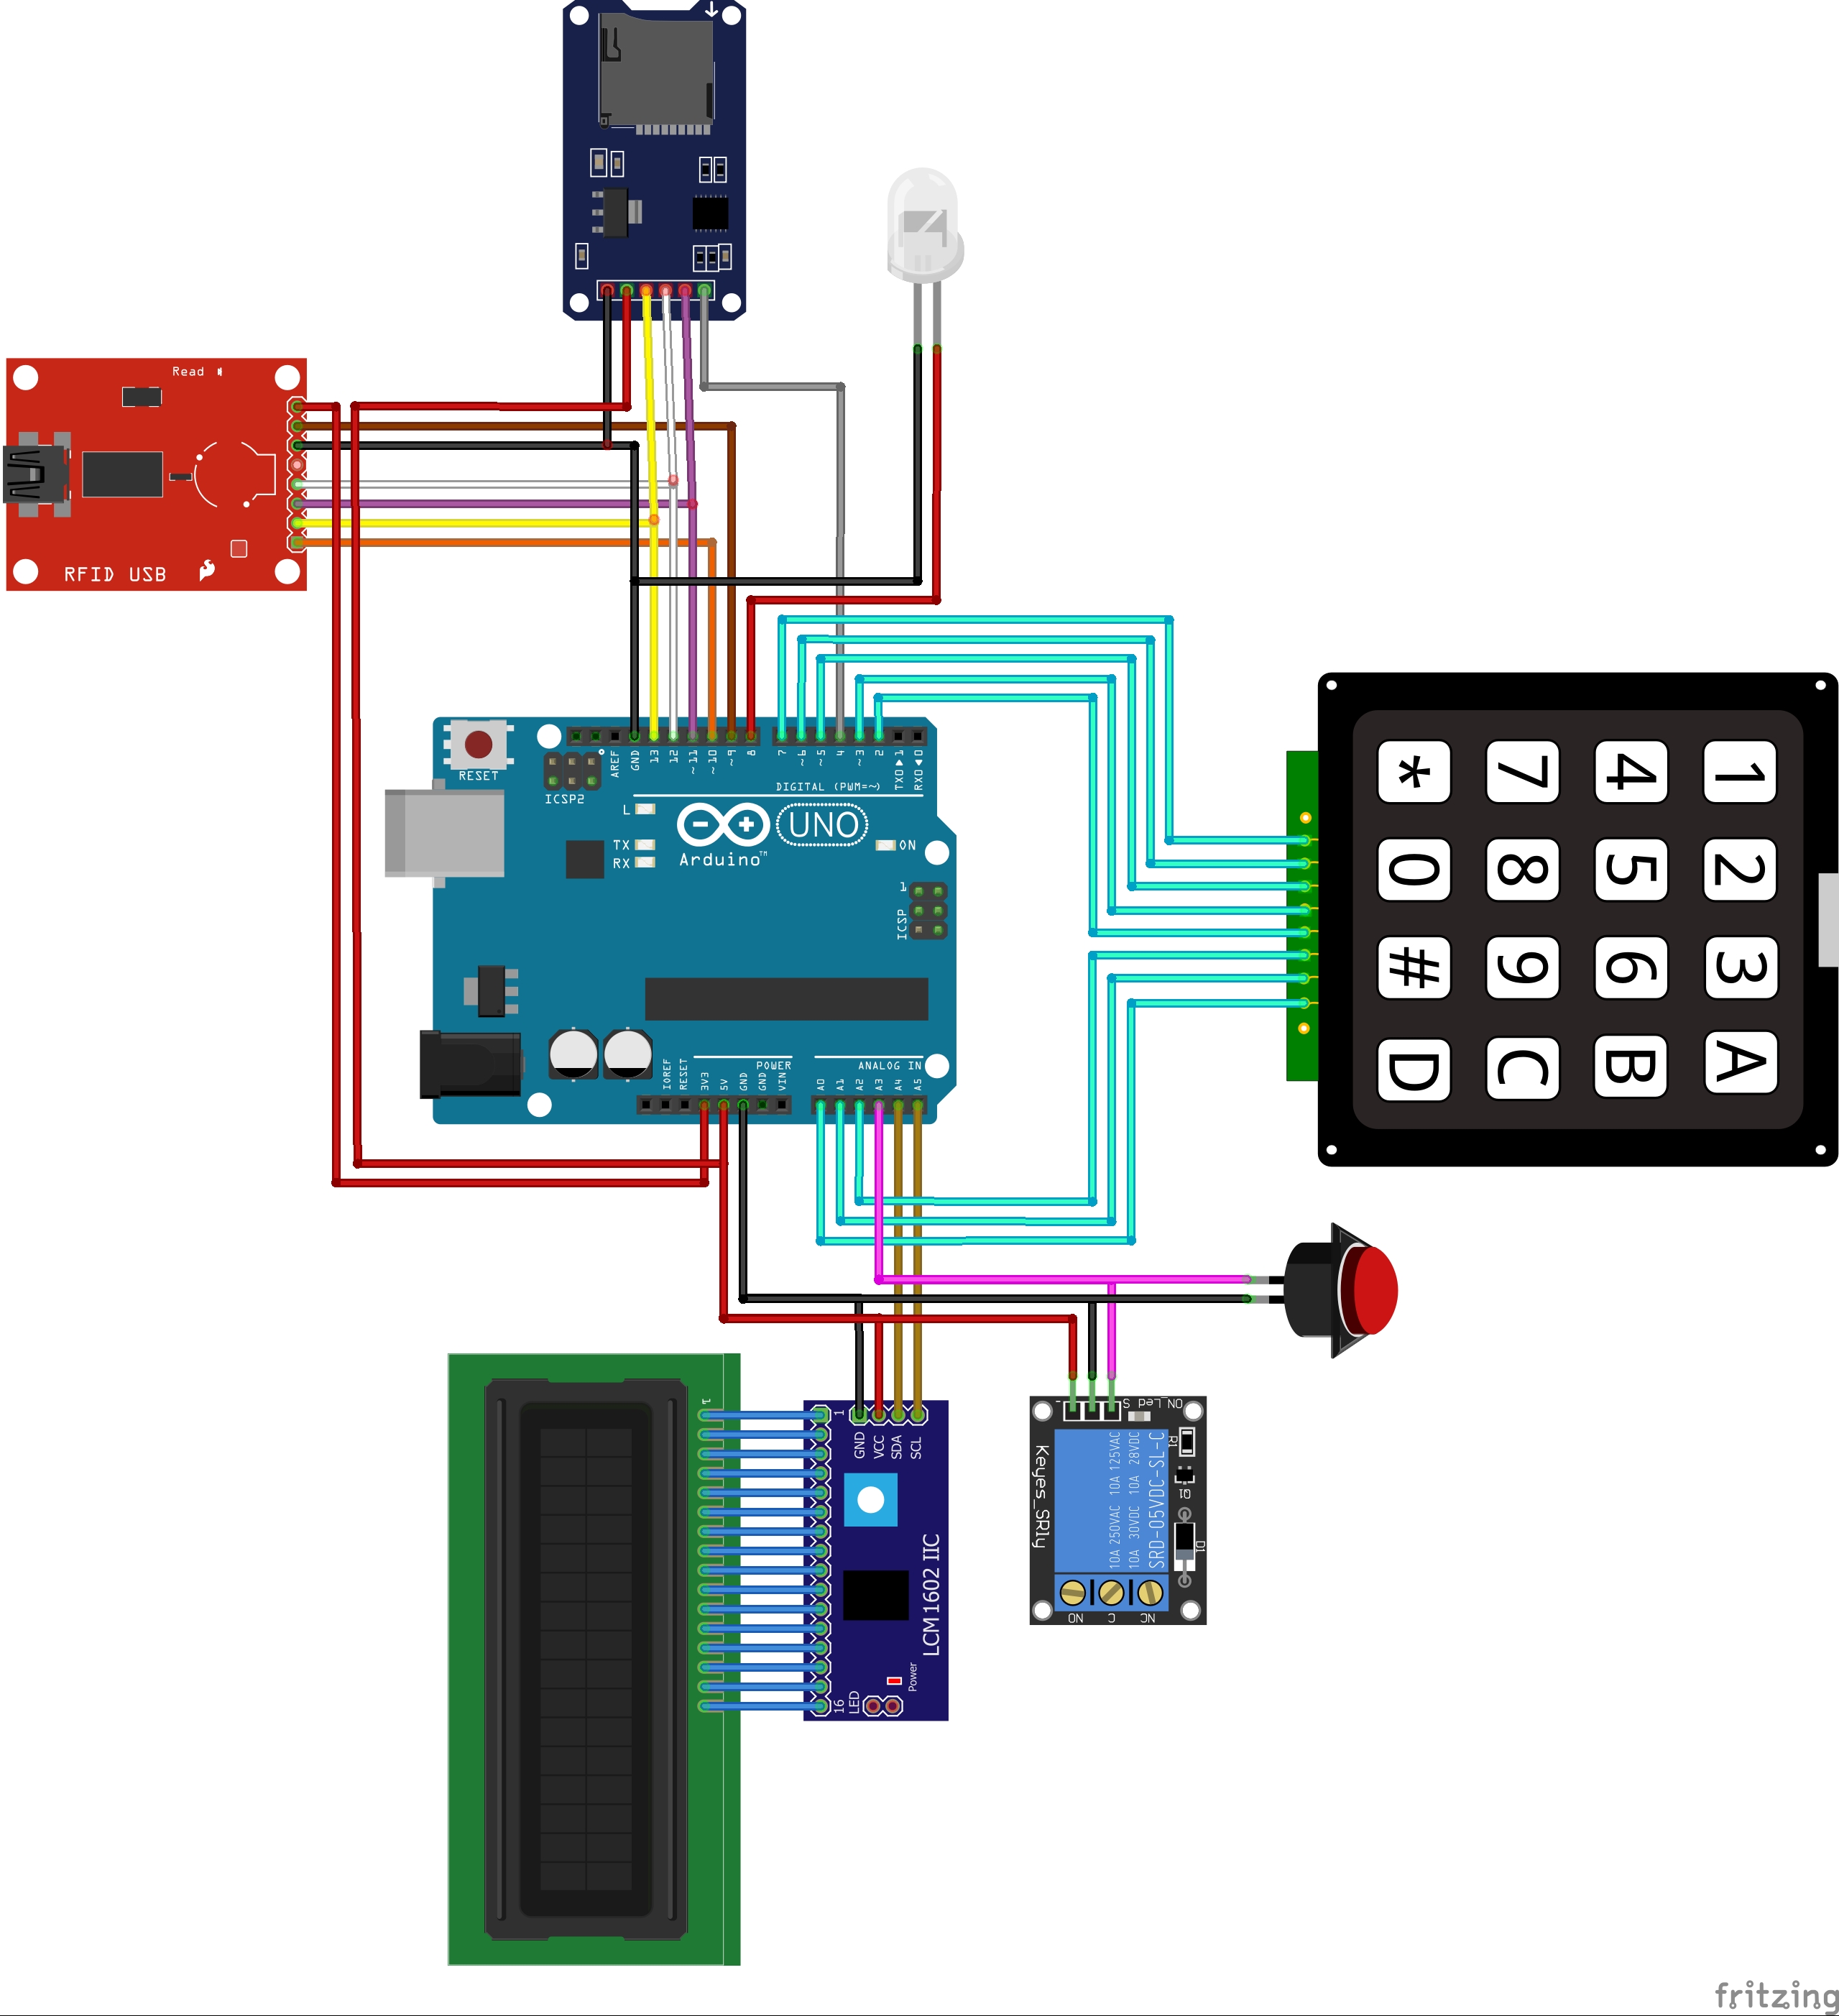 Read
RFID USB
RESET
ICSP2
AREF
GND
13
12
~11
~10
~9
8
7
~6
~5
4
~3
2
TX0▶1
RX0◀0
DIGITAL (PWM=~)
L
TX
RX
Arduino™
UNO
ON
1
ICSP
IOREF
RESET
3V3
5V
GND
GND
VIN
POWER
ANALOG IN
A0
A1
A2
A3
A4
A5
1
2
3
A
4
5
6
B
7
8
9
C
*
0
#
D
1
1
16
GND
VCC
SDA
SCL
LCM1602 IIC
LED
Power
-
S
ON_Led
Keyes_SRly
R1
Q1
D1
10A 250VAC 10A 125VAC
10A 30VDC 10A 28VDC
SRD-05VDC-SL-C
NO
C
NC
fritzing